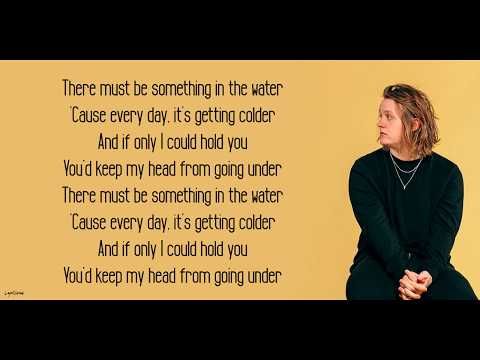 There must be something in the water
'Cause every day, it's getting colder
And if only I could hold you
You'd keep my head from going under
There must be something in the water
'Cause every day, it's getting colder
And if only I could hold you
You'd keep my head from going under